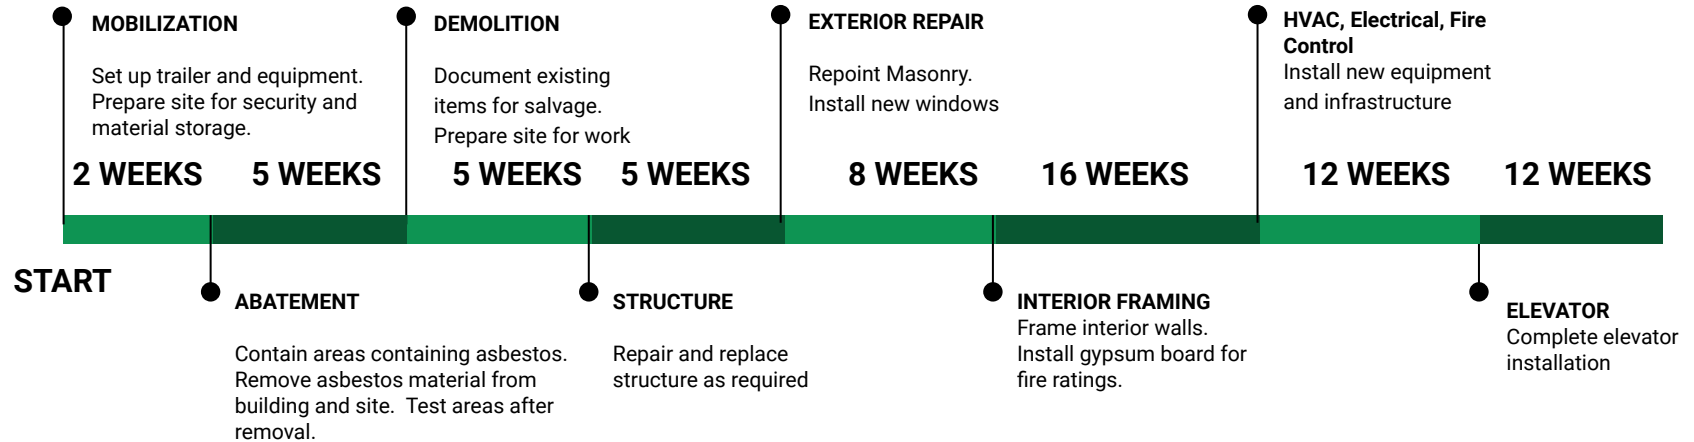 MOBILIZATION
Set up trailer and equipment.
Prepare site for security and
material storage.
DEMOLITION
Document existing
items for salvage.
Prepare site for work
EXTERIOR REPAIR
Repoint Masonry.
Install new windows
HVAC, Electrical, Fire
Control
Install new equipment
and infrastructure
2 WEEKS
5 WEEKS
5 WEEKS
5 WEEKS
8 WEEKS
16 WEEKS
12 WEEKS
12 WEEKS
START
ABATEMENT
Contain areas containing asbestos.
Remove asbestos material from
building and site. Test areas after
removal.
STRUCTURE
Repair and replace
structure as required
INTERIOR FRAMING
Frame interior walls.
Install gypsum board for
fire ratings.
ELEVATOR
Complete elevator
installation